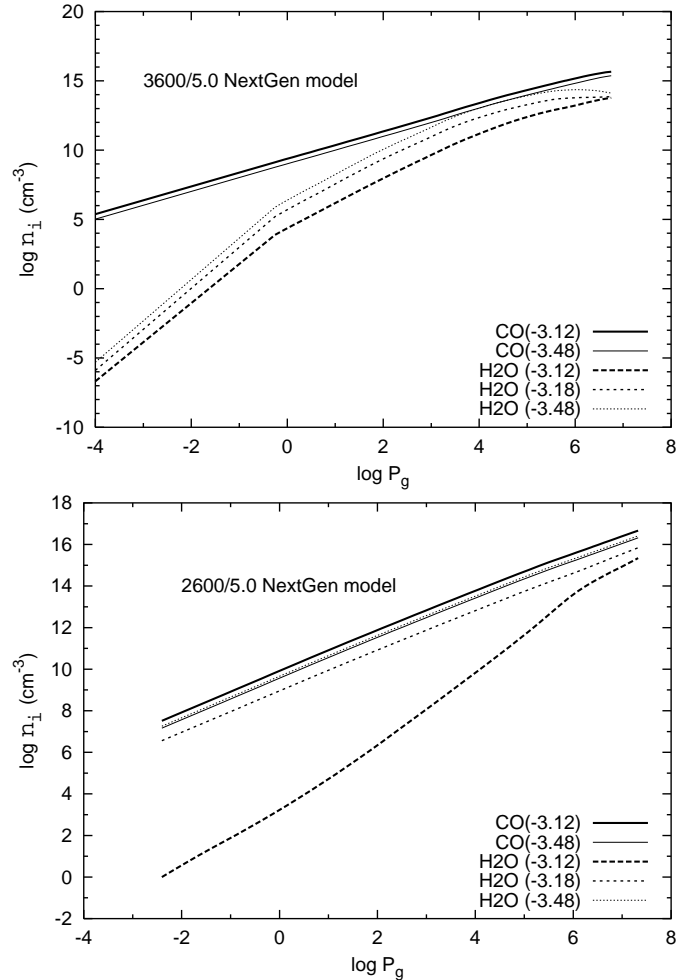 20
15
10
5
0
-5
-10
log n_i (cm⁻³)
3600/5.0 NextGen model
CO(-3.12)
CO(-3.48)
H2O (-3.12)
H2O (-3.18)
H2O (-3.48)
-4 -2 0 2 4 6 8
log P_g
18
16
14
12
10
8
6
4
2
0
-2
log n_i (cm⁻³)
2600/5.0 NextGen model
CO(-3.12)
CO(-3.48)
H2O (-3.12)
H2O (-3.18)
H2O (-3.48)
-4 -2 0 2 4 6 8
log P_g